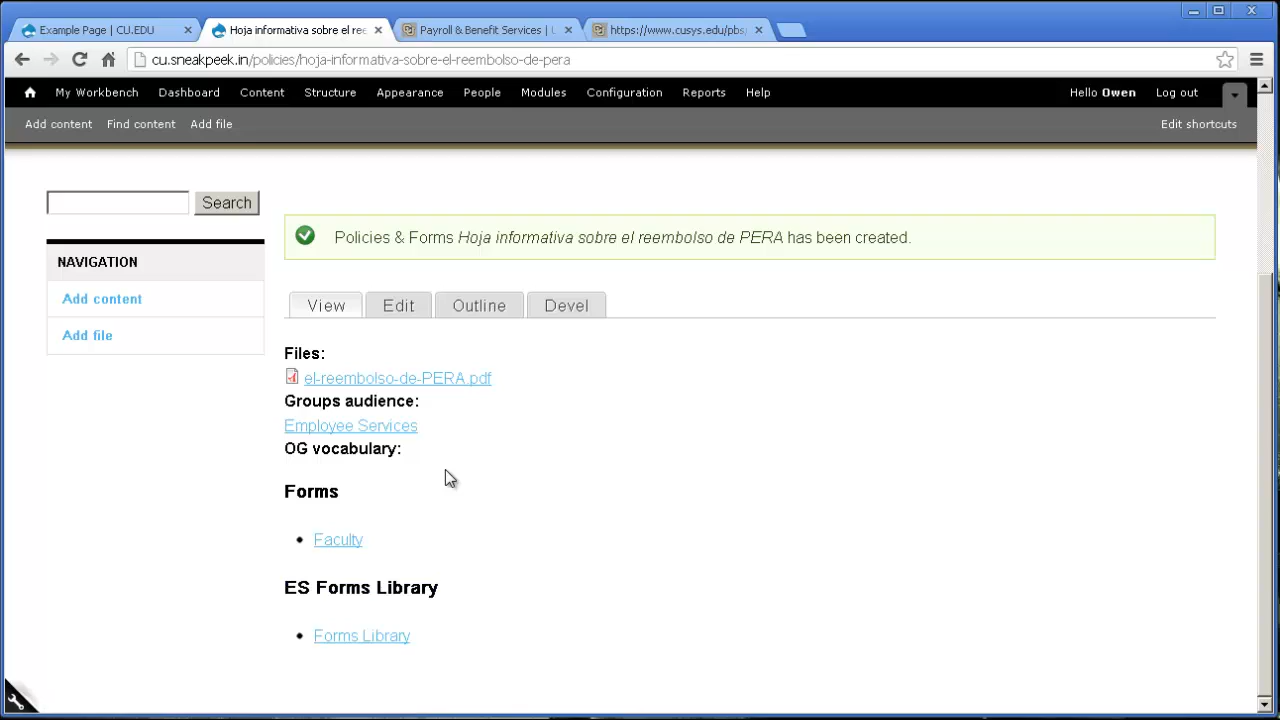 Example Page | CU.EDU
Hoja informativa sobre el ree
Payroll & Benefit Services |
https://www.cusys.edu/pbs/
cu.sneakpeek.in/policies/hoja-informativa-sobre-el-reembolso-de-pera
My Workbench Dashboard Content Structure Appearance People Modules Configuration Reports Help Hello Owen Log out
Add content Find content Add file Edit shortcuts
Search
Policies & Forms Hoja informativa sobre el reembolso de PERA has been created.
NAVIGATION
Add content
Add file
View Edit Outline Devel
Files:
el-reembolso-de-PERA.pdf
Groups audience:
Employee Services
OG vocabulary:
Forms
Faculty
ES Forms Library
Forms Library